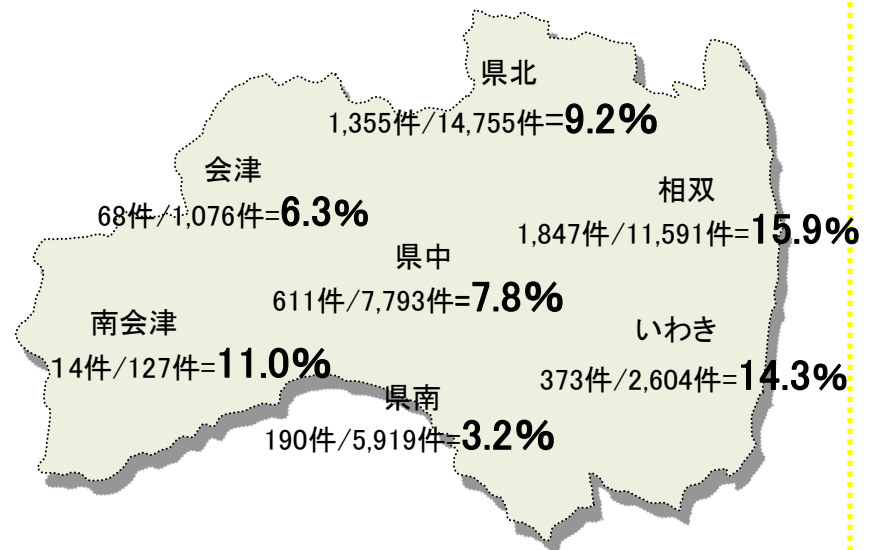 県北
1,355件/14,755件=9.2%
会津
68件/1,076件=6.3%
相双
1,847件/11,591件=15.9%
県中
611件/7,793件=7.8%
南会津
14件/127件=11.0%
いわき
373件/2,604件=14.3%
県南
190件/5,919件=3.2%